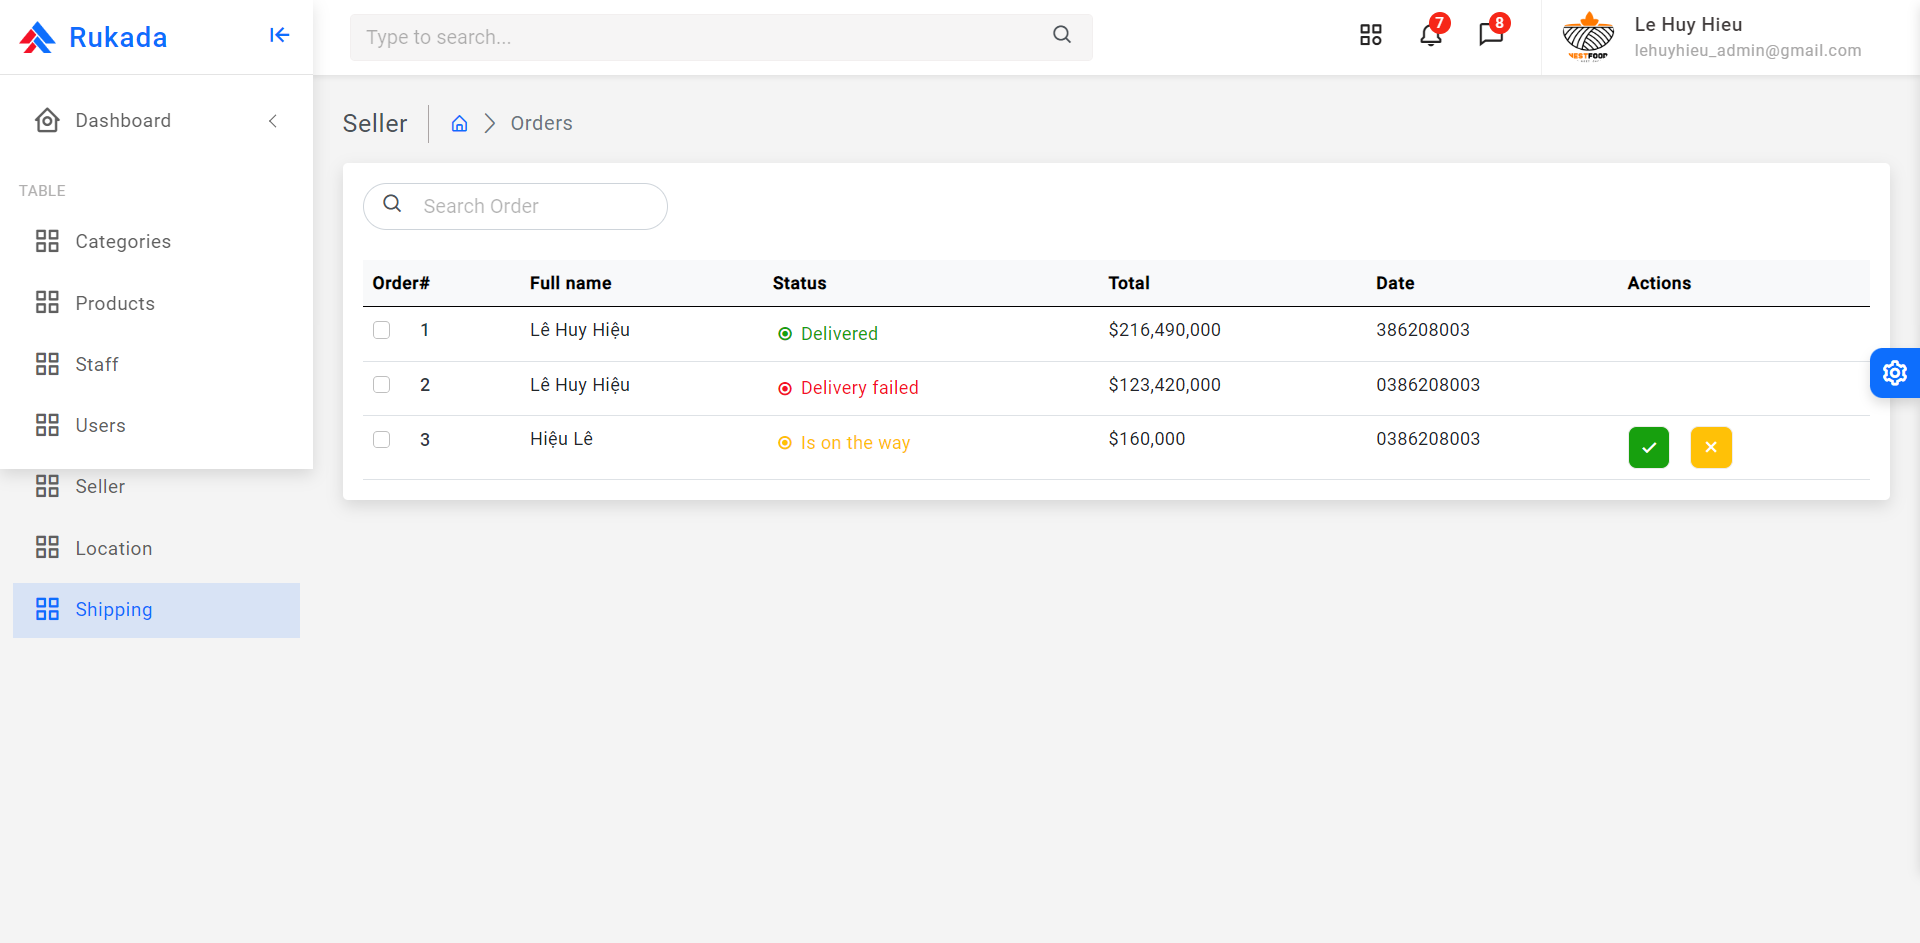 Rukada
Type to search...
7
8
Le Huy Hieu
lehuyhieu_admin@gmail.com
Dashboard
TABLE
Categories
Products
Staff
Users
Seller
Location
Shipping
Seller
Orders
Search Order
Order# Full name Status Total Date Actions
1 Lê Huy Hiệu Delivered $216,490,000 386208003
2 Lê Huy Hiệu Delivery failed $123,420,000 0386208003
3 Hiệu Lê Is on the way $160,000 0386208003